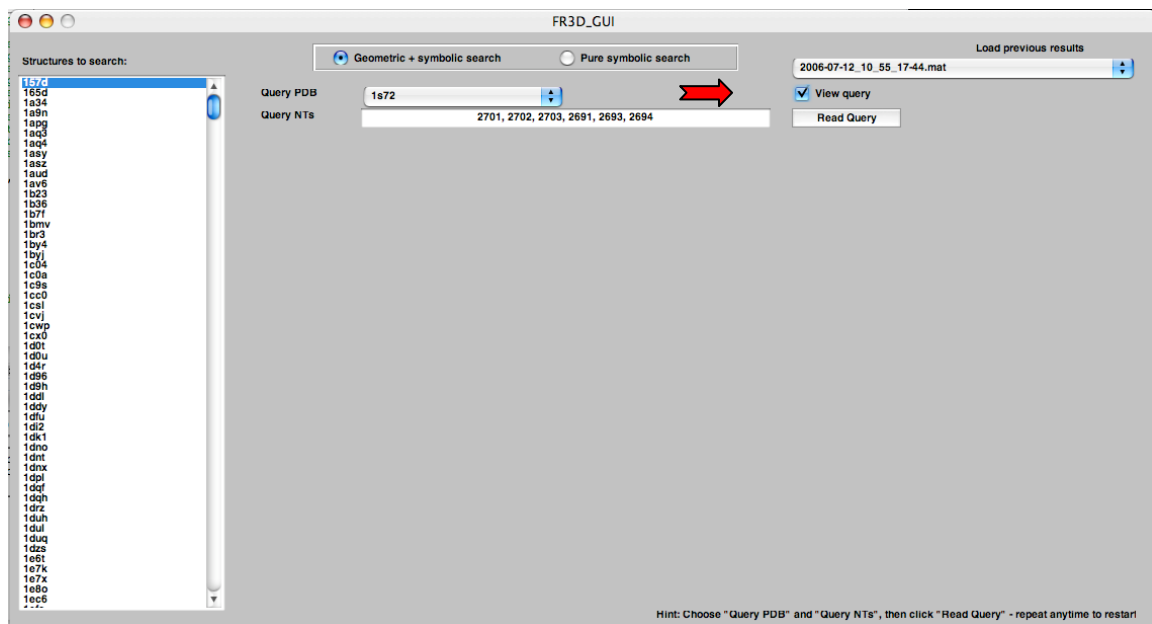 FR3D_GUI
Structures to search:
Geometric + symbolic search
Pure symbolic search
Load previous results
2006-07-12_10_55_17-44.mat
Query PDB
1s72
View query
Query NTs
2701, 2702, 2703, 2691, 2693, 2694
Read Query
157d
165d
1a34
1a9n
1apg
1aq3
1aq4
1asy
1asz
1aud
1av6
1b23
1b36
1b7f
1bmv
1br3
1by4
1byj
1c04
1c0a
1c9s
1cc0
1csl
1cvj
1cwp
1cx0
1d0t
1d0u
1d4r
1d96
1d9h
1ddl
1ddy
1dfu
1di2
1dk1
1dno
1dnt
1dnx
1dpl
1dqf
1dqh
1drz
1duh
1dul
1duq
1dzs
1e6t
1e7k
1e7x
1e8o
1ec6
Hint: Choose "Query PDB" and "Query NTs", then click "Read Query" - repeat anytime to restart